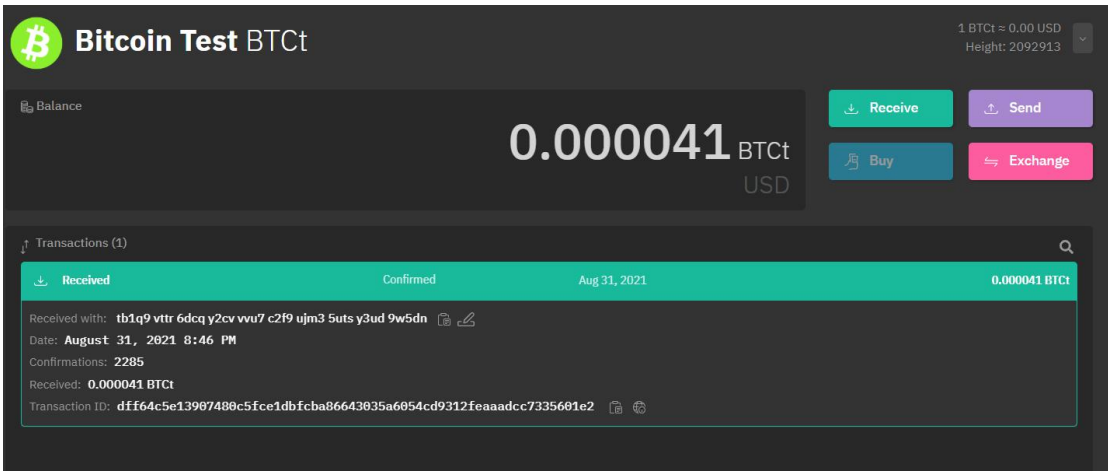 Bitcoin Test BTCt
1 BTCt ≈ 0.00 USD
Height: 2092913
Balance
0.000041 BTCt
USD
Receive
Send
Buy
Exchange
Transactions (1)
Received Confirmed Aug 31, 2021 0.000041 BTCt
Received with: tb1q9 vttr 6dcq y2cv vvu7 c2f9 ujm3 5uts y3ud 9w5dn
Date: August 31, 2021 8:46 PM
Confirmations: 2285
Received: 0.000041 BTCt
Transaction ID: dff64c5e13907480c5fce1dbfcba86643035a6054cd9312feaaadcc7335601e2